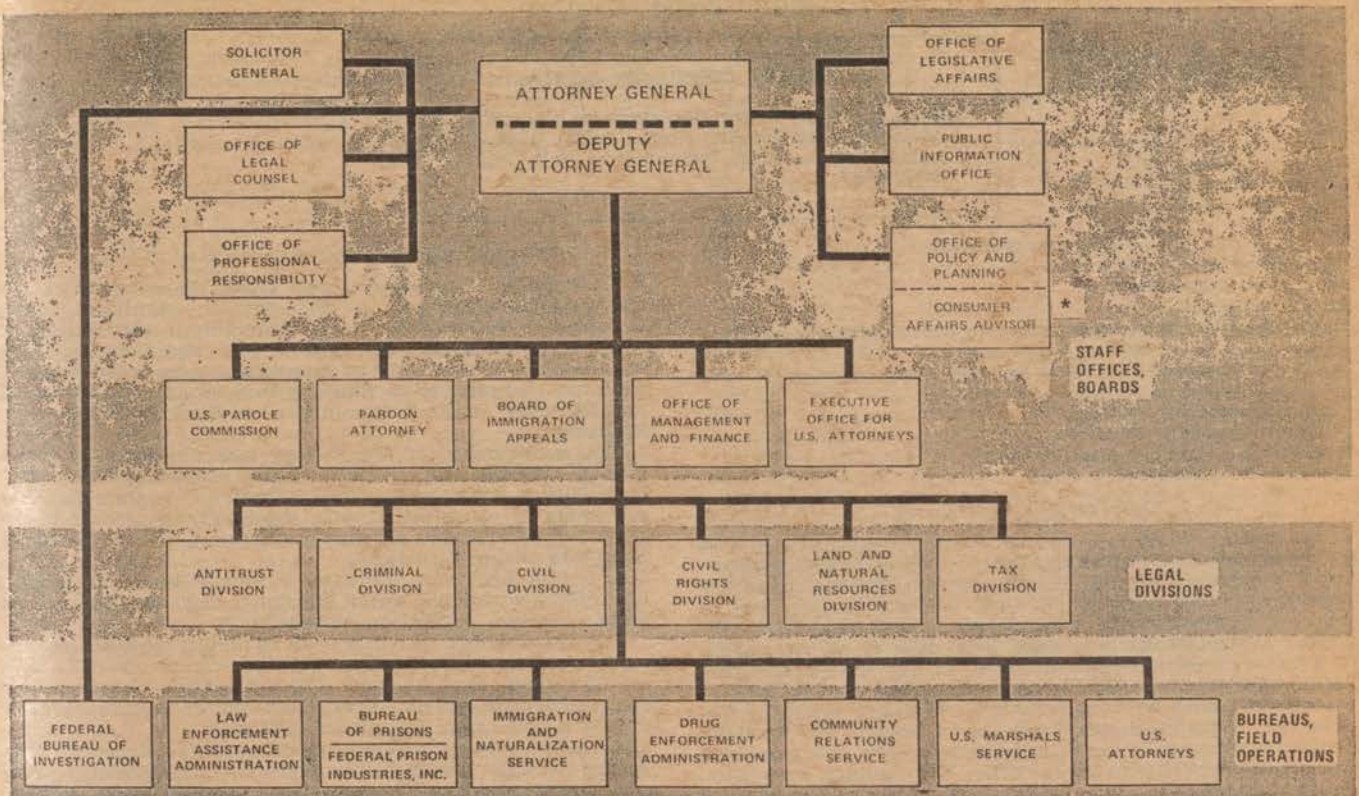 SOLICITOR
GENERAL
OFFICE OF
LEGAL
COUNSEL
OFFICE OF
PROFESSIONAL
RESPONSIBILITY
ATTORNEY GENERAL
DEPUTY
ATTORNEY GENERAL
OFFICE OF
LEGISLATIVE
AFFAIRS
PUBLIC
INFORMATION
OFFICE
OFFICE OF
POLICY AND
PLANNING
CONSUMER
AFFAIRS ADVISOR
*
STAFF
OFFICES,
BOARDS
U.S. PAROLE
COMMISSION
PARDON
ATTORNEY
BOARD OF
IMMIGRATION
APPEALS
OFFICE OF
MANAGEMENT
AND FINANCE
EXECUTIVE
OFFICE FOR
U.S. ATTORNEYS
ANTITRUST
DIVISION
CRIMINAL
DIVISION
CIVIL
DIVISION
CIVIL
RIGHTS
DIVISION
LAND AND
NATURAL
RESOURCES
DIVISION
TAX
DIVISION
LEGAL
DIVISIONS
FEDERAL
BUREAU OF
INVESTIGATION
LAW
ENFORCEMENT
ASSISTANCE
ADMINISTRATION
BUREAU
OF PRISONS
FEDERAL PRISON
INDUSTRIES, INC.
IMMIGRATION
AND
NATURALIZATION
SERVICE
DRUG
ENFORCEMENT
ADMINISTRATION
COMMUNITY
RELATIONS
SERVICE
U.S. MARSHALS
SERVICE
U.S.
ATTORNEYS
BUREAUS,
FIELD
OPERATIONS